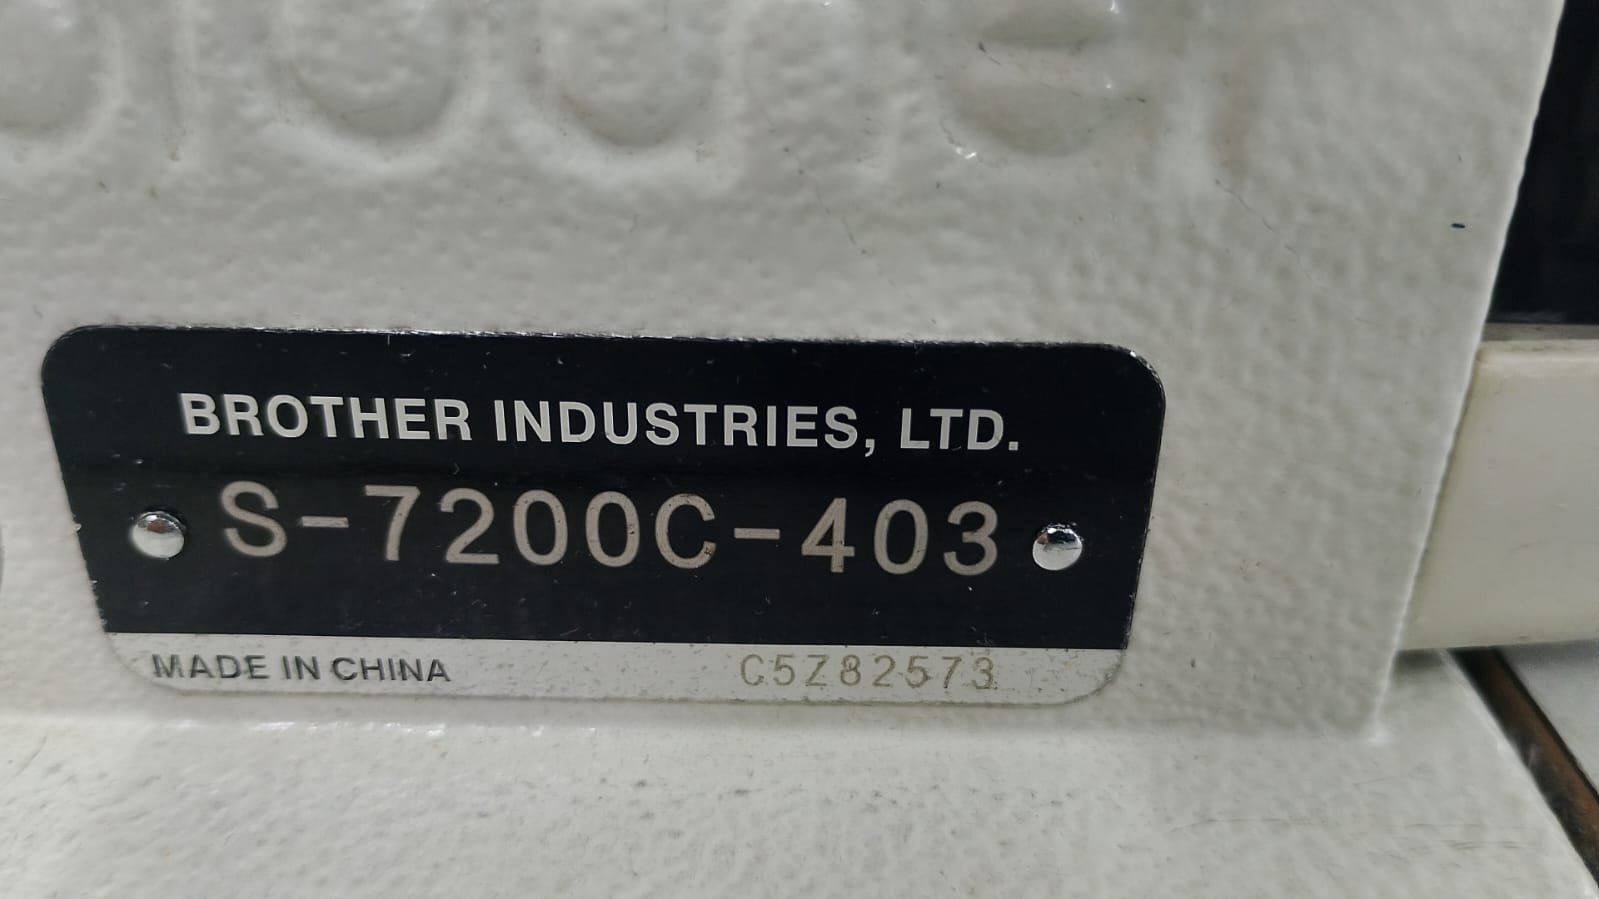 BROTHER INDUSTRIES, LTD.
S-7200C-403
MADE IN CHINA C5Z82573